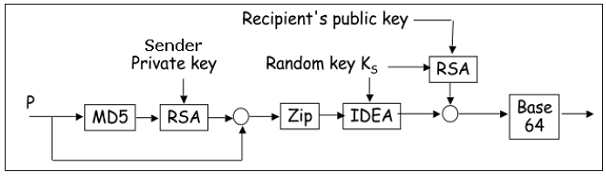 Recipient's public key
Sender
Private key
Random key KS
RSA
P
MD5
RSA
Zip
IDEA
Base
64